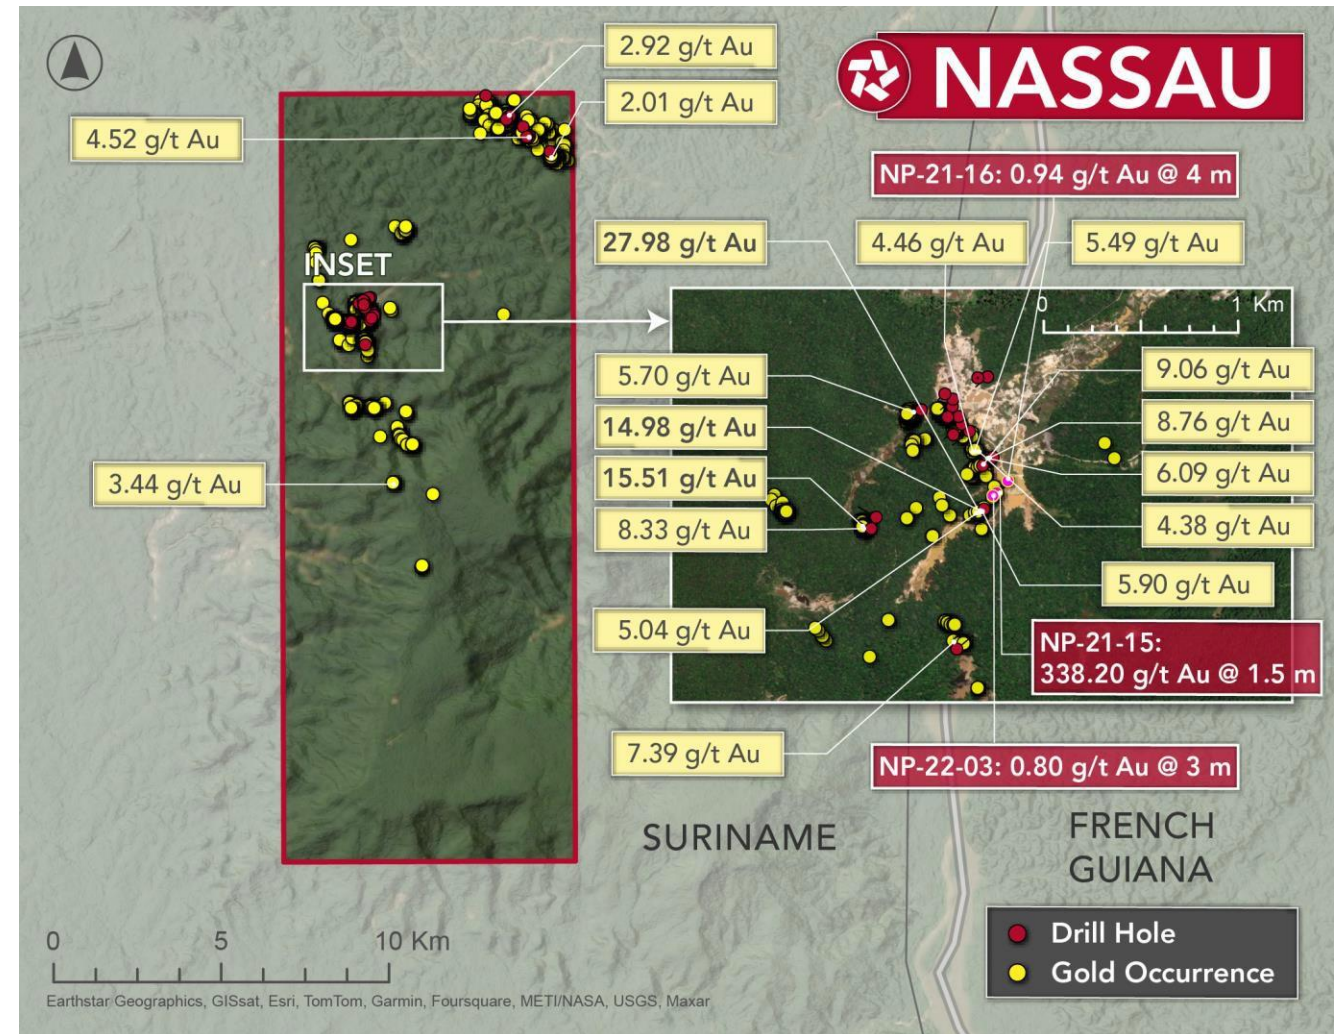 NASSAU
2.92 g/t Au
2.01 g/t Au
4.52 g/t Au
NP-21-16: 0.94 g/t Au @ 4 m
27.98 g/t Au
4.46 g/t Au
5.49 g/t Au
INSET
0 1 Km
5.70 g/t Au
9.06 g/t Au
14.98 g/t Au
8.76 g/t Au
15.51 g/t Au
6.09 g/t Au
3.44 g/t Au
8.33 g/t Au
4.38 g/t Au
5.90 g/t Au
5.04 g/t Au
NP-21-15:
338.20 g/t Au @ 1.5 m
7.39 g/t Au
NP-22-03: 0.80 g/t Au @ 3 m
SURINAME
FRENCH
GUIANA
0 5 10 Km
Drill Hole
Gold Occurrence
Earthstar Geographics, GISsat, Esri, TomTom, Garmin, Foursquare, METI/NASA, USGS, Maxar